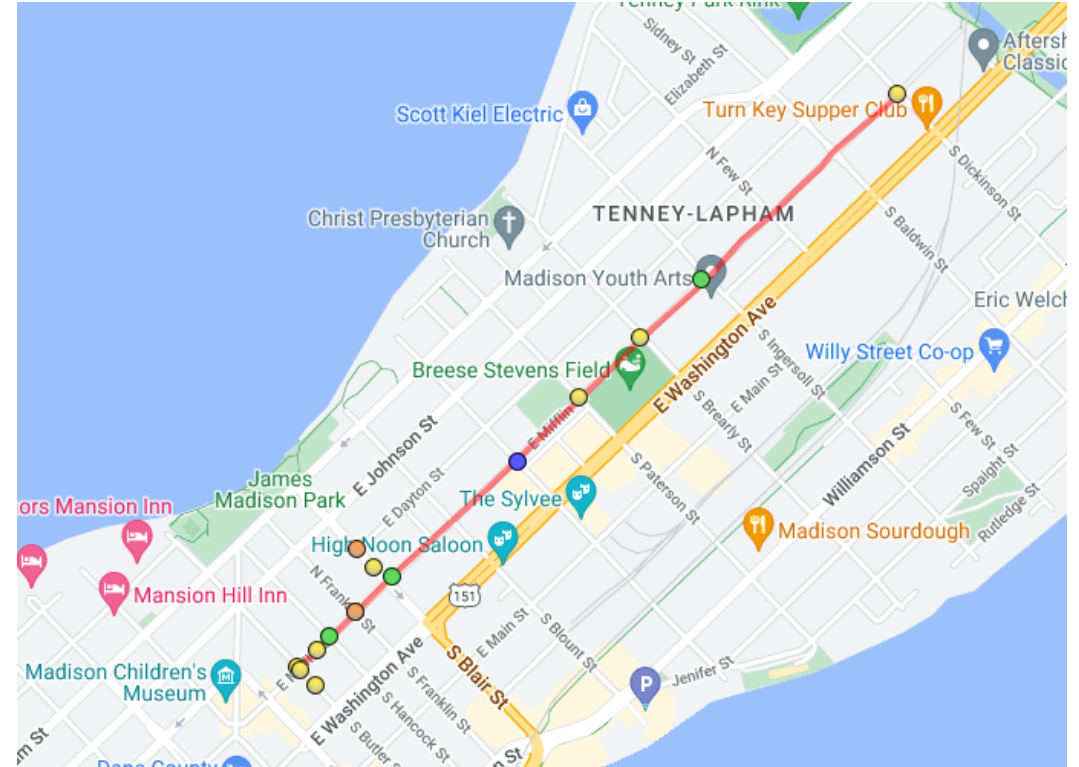 Tenney Park Rink
Sidney St
Elizabeth St
Aftersh
Classic
Scott Kiel Electric
Turn Key Supper Club
N Few St
S Dickinson St
TENNEY-LAPHAM
Christ Presbyterian
Church
S Baldwin St
Madison Youth Arts
Eric Welch
E Washington Ave
S Ingersoll St
Willy Street Co-op
Breese Stevens Field
E Main St
S Brearly St
E Mifflin
S Few St
E Johnson St
Williamson St
Spaight St
S Paterson St
Rutledge St
James
Madison Park
E Dayton St
The Sylvee
ors Mansion Inn
Madison Sourdough
High Noon Saloon
N Frank
St
Mansion Hill Inn
151
E Main St
S Blount St
Madison Children's
Museum
E M
E Washington Ave
S Blair St
Jenifer St
P
S Franklin St
S Hancock St
S Butler St
m St
n St
Dane County